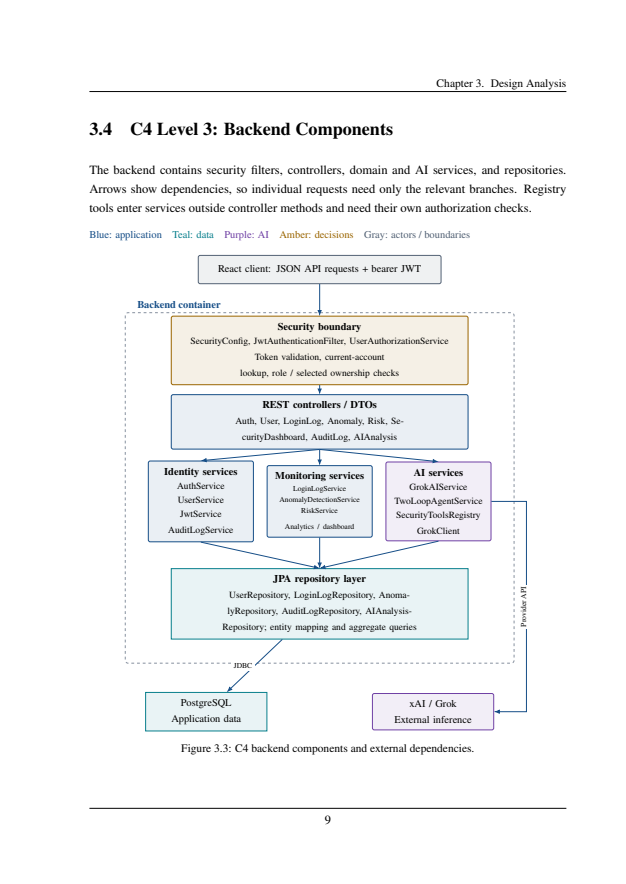 Chapter 3. Design Analysis
3.4 C4 Level 3: Backend Components
The backend contains security filters, controllers, domain and AI services, and repositories.
Arrows show dependencies, so individual requests need only the relevant branches. Registry
tools enter services outside controller methods and need their own authorization checks.
Blue: application Teal: data Purple: AI Amber: decisions Gray: actors / boundaries
React client: JSON API requests + bearer JWT
Backend container
Security boundary
SecurityConfig, JwtAuthenticationFilter, UserAuthorizationService
Token validation, current-account
lookup, role / selected ownership checks
REST controllers / DTOs
Auth, User, LoginLog, Anomaly, Risk, Se-
curityDashboard, AuditLog, AIAnalysis
Identity services
AuthService
UserService
JwtService
AuditLogService
Monitoring services
LoginLogService
AnomalyDetectionService
RiskService
Analytics / dashboard
AI services
GrokAIService
TwoLoopAgentService
SecurityToolsRegistry
GrokClient
JPA repository layer
UserRepository, LoginLogRepository, Anoma-
lyRepository, AuditLogRepository, AIAnalysis-
Repository; entity mapping and aggregate queries
Provider API
JDBC
PostgreSQL
Application data
xAI / Grok
External inference
Figure 3.3: C4 backend components and external dependencies.
9